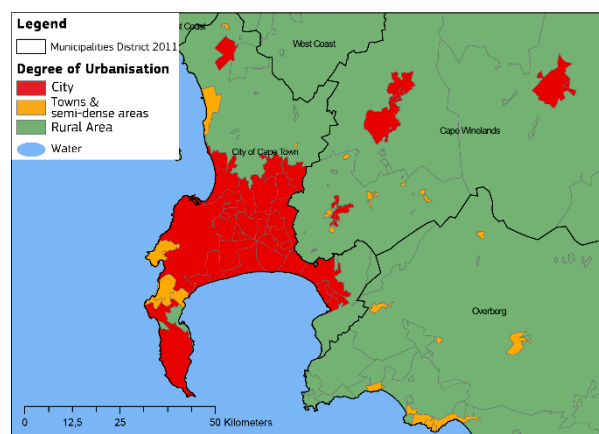 Legend
Municipalities District 2011
Degree of Urbanisation
City
Towns &
semi-dense areas
Rural Area
Water
Coast
West Coast
Cape Winelands
City of Cape Town
Overberg
0 12,5 25 50 Kilometers